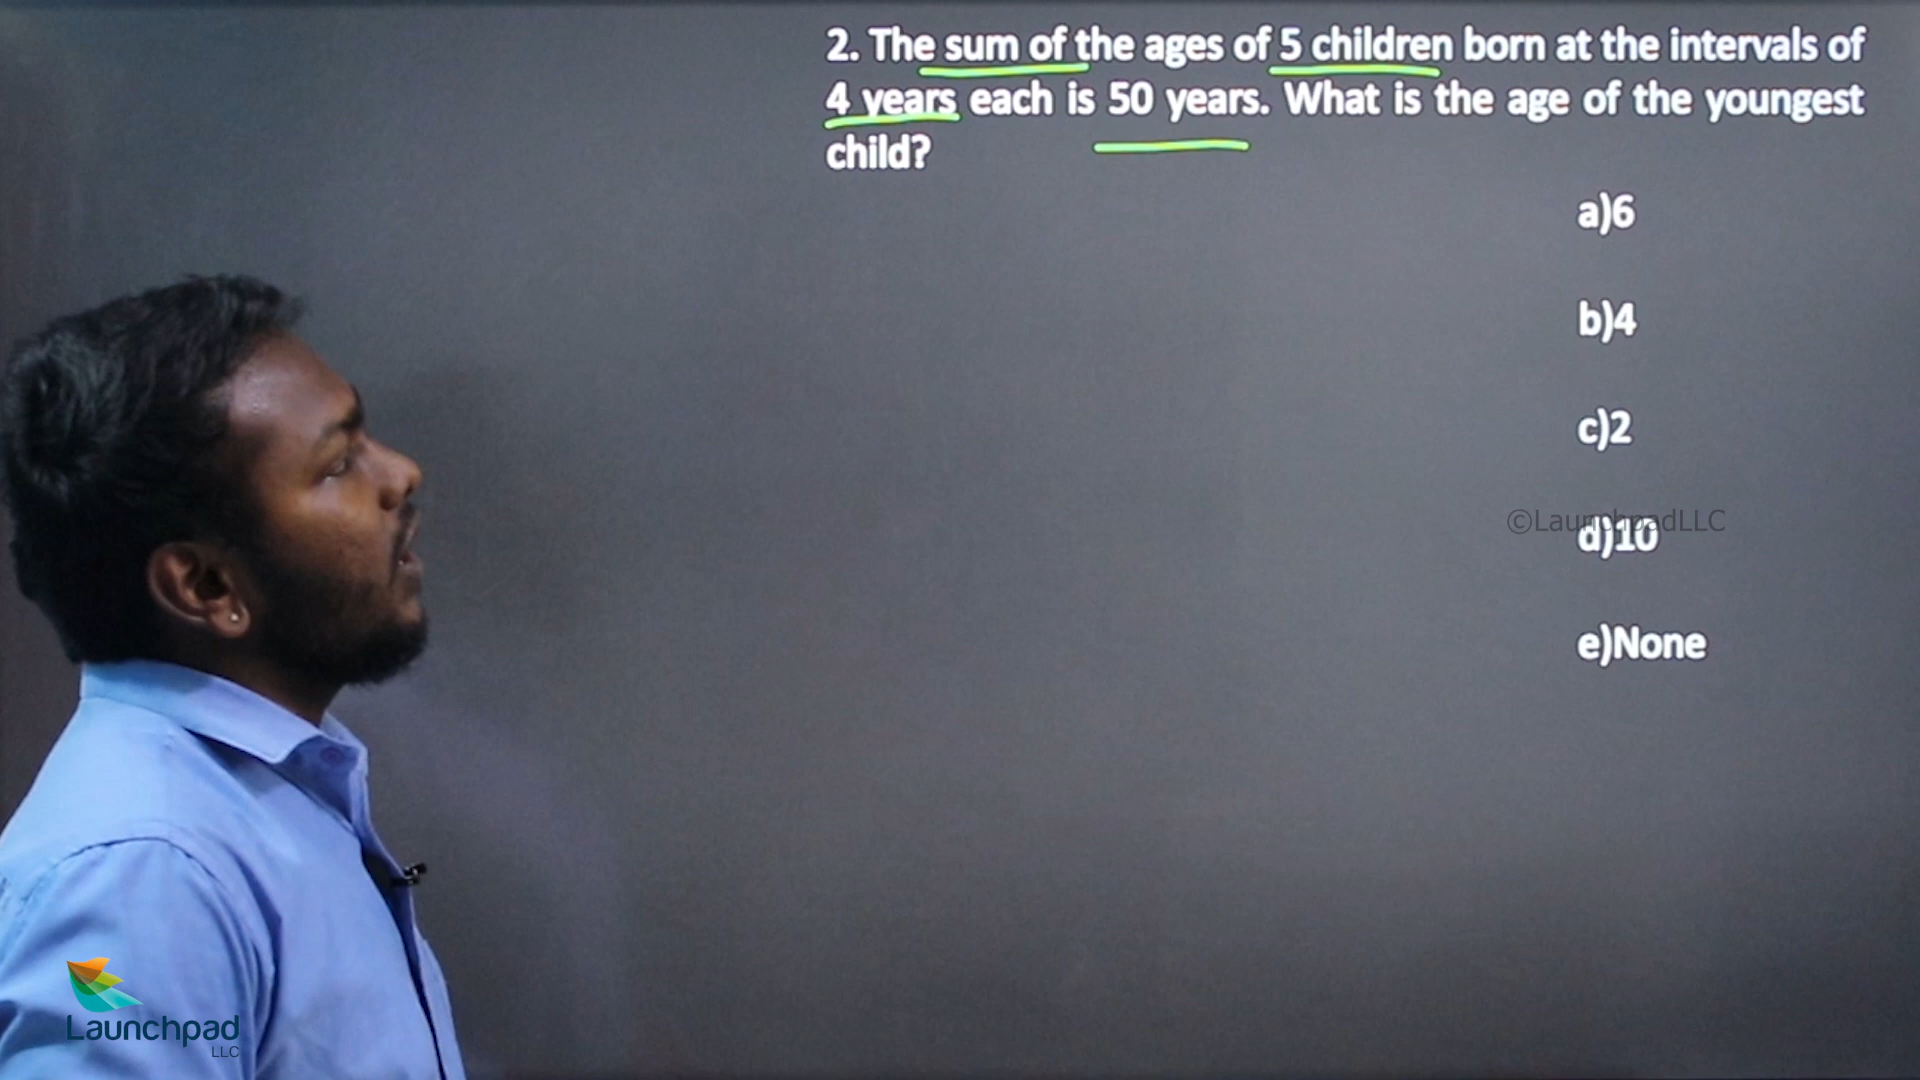 2. The sum of the ages of 5 children born at the intervals of
4 years each is 50 years. What is the age of the youngest
child?
a)6
b)4
c)2
©LaunchpadLLC
d)10
e)None
Launchpad
LLC